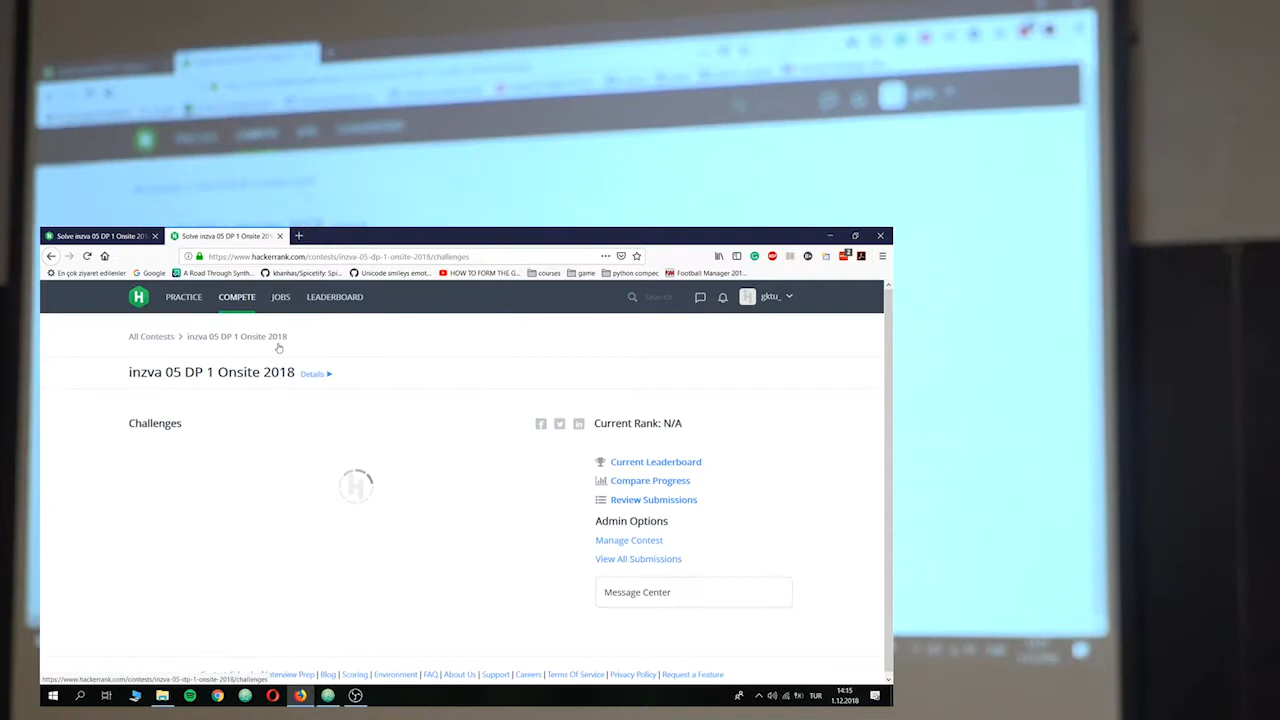 Solve inzva 05 DP 1 Onsite 201
Solve inzva 05 DP 1 Onsite 201
https://www.hackerrank.com/contests/inzva-05-dp-1-onsite-2018/challenges
En çok ziyaret edilenler Google A Road Through Synth... khanhas/Spicetify: Spi... Unicode smileys emot... HOW TO FORM THE G... courses game python compec Football Manager 201...
PRACTICE COMPETE JOBS LEADERBOARD Search gktu_
All Contests > inzva 05 DP 1 Onsite 2018
inzva 05 DP 1 Onsite 2018 Details
Challenges
Current Rank: N/A
Current Leaderboard
Compare Progress
Review Submissions
Admin Options
Manage Contest
View All Submissions
Message Center
Interview Prep | Blog | Scoring | Environment | FAQ | About Us | Support | Careers | Terms Of Service | Privacy Policy | Request a Feature
https://www.hackerrank.com/contests/inzva-05-dp-1-onsite-2018/challenges
TUR
14:15
1.12.2018